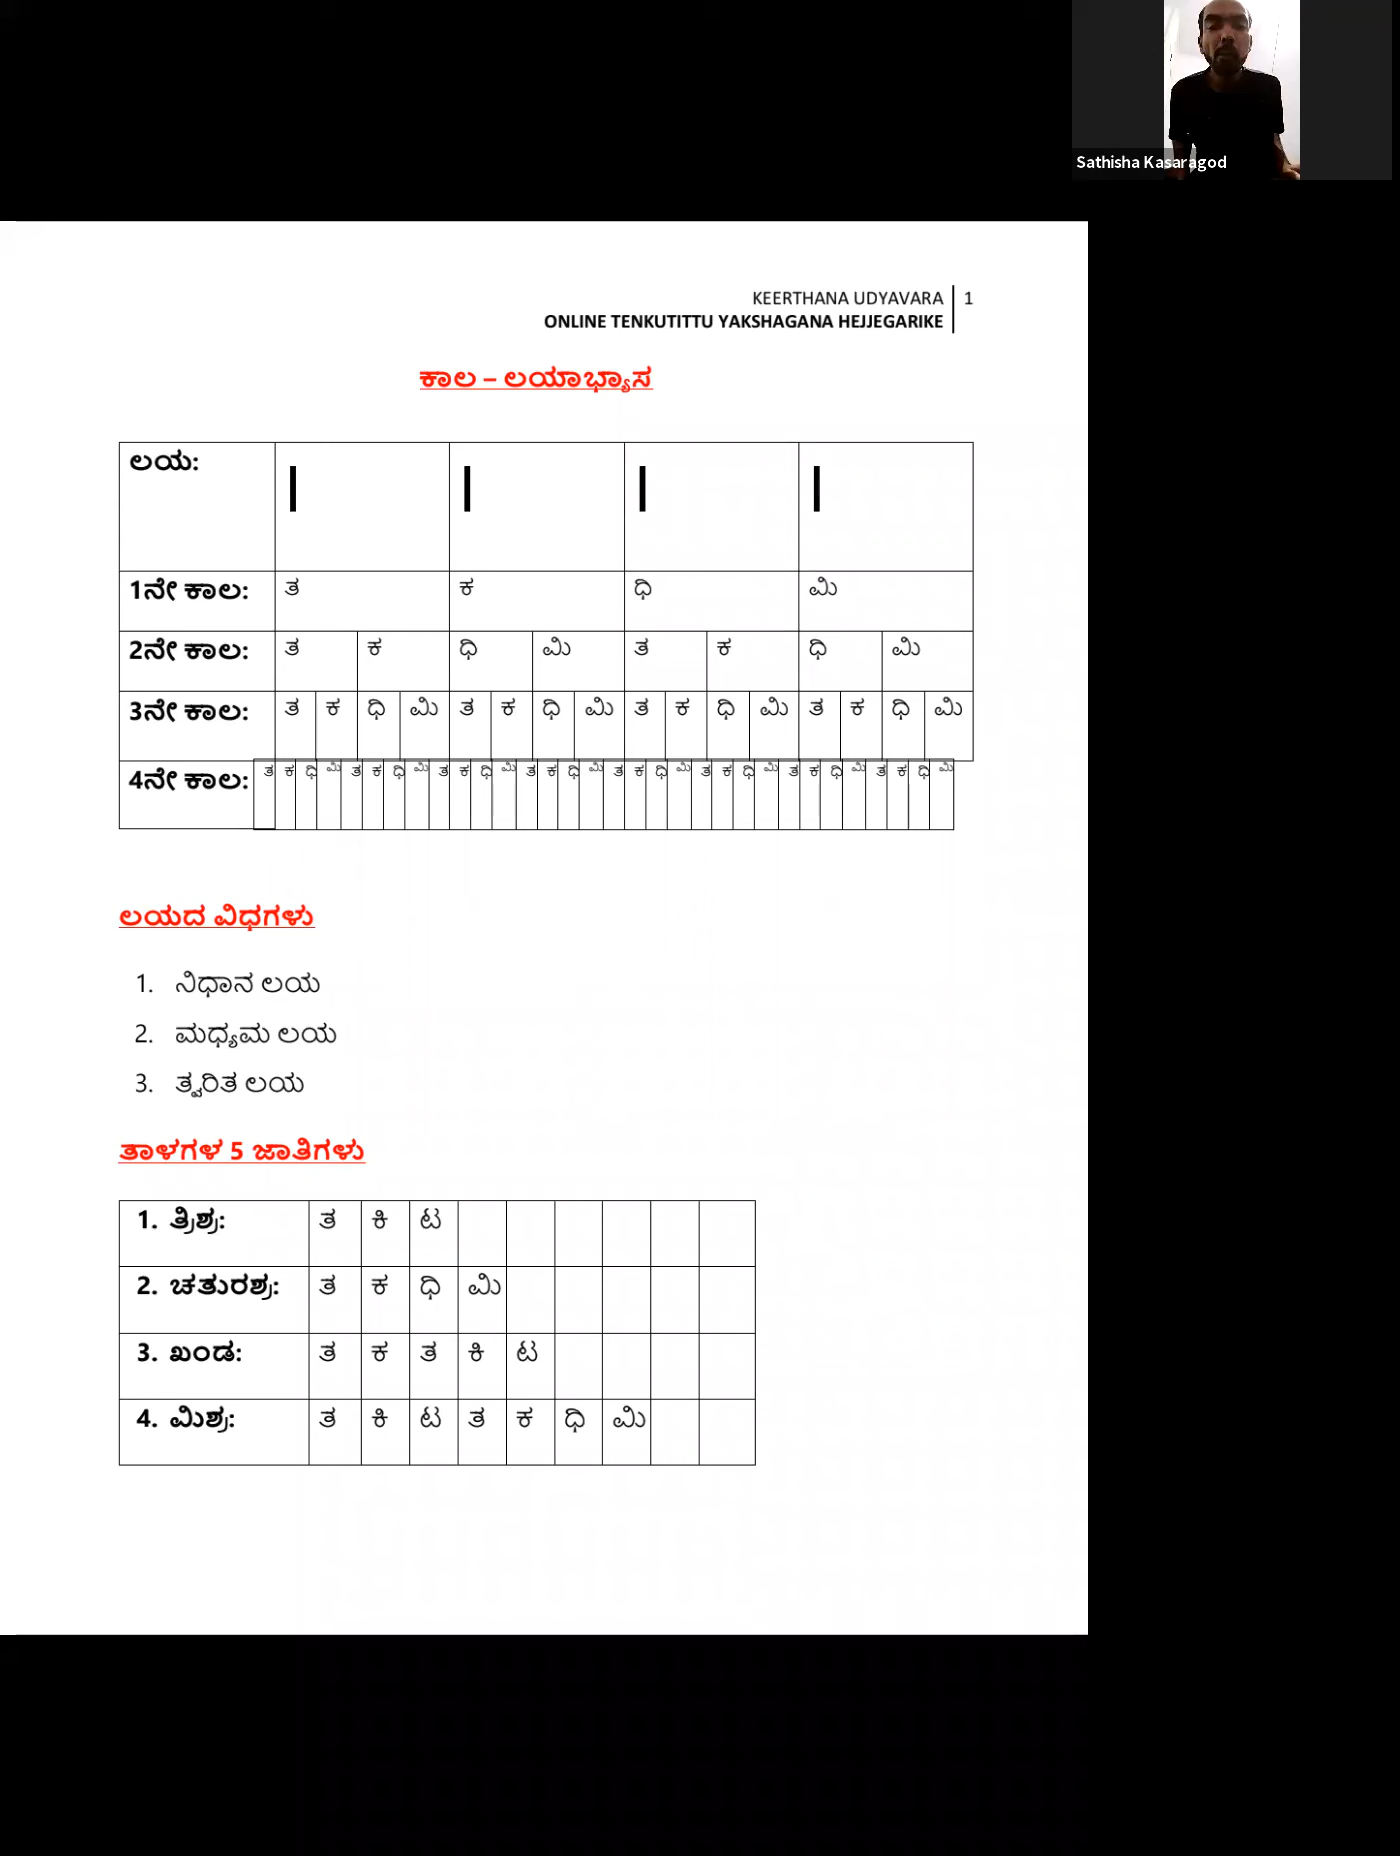 Sathisha Kasaragod
KEERTHANA UDYAVARA 1
ONLINE TENKUTITTU YAKSHAGANA HEJJEGARIKE
ಕಾಲ – ಲಯಾಭ್ಯಾಸ
ಲಯ: | | | |
1ನೇ ಕಾಲ: ತ ಕ ಧಿ ಮಿ
2ನೇ ಕಾಲ: ತ ಕ ಧಿ ಮಿ ತ ಕ ಧಿ ಮಿ
3ನೇ ಕಾಲ: ತ ಕ ಧಿ ಮಿ ತ ಕ ಧಿ ಮಿ ತ ಕ ಧಿ ಮಿ ತ ಕ ಧಿ ಮಿ
4ನೇ ಕಾಲ: ತ ಕ ಧಿ ಮಿ ತ ಕ ಧಿ ಮಿ ತ ಕ ಧಿ ಮಿ ತ ಕ ಧಿ ಮಿ ತ ಕ ಧಿ ಮಿ ತ ಕ ಧಿ ಮಿ ತ ಕ ಧಿ ಮಿ ತ ಕ ಧಿ ಮಿ
ಲಯದ ವಿಧಗಳು
1. ನಿಧಾನ ಲಯ
2. ಮಧ್ಯಮ ಲಯ
3. ತ್ವರಿತ ಲಯ
ತಾಳಗಳ 5 ಜಾತಿಗಳು
1. ತ್ರಿಶ್ರ: ತ ಕಿ ಟ
2. ಚತುರಶ್ರ: ತ ಕ ಧಿ ಮಿ
3. ಖಂಡ: ತ ಕ ತ ಕಿ ಟ
4. ಮಿಶ್ರ: ತ ಕಿ ಟ ತ ಕ ಧಿ ಮಿ